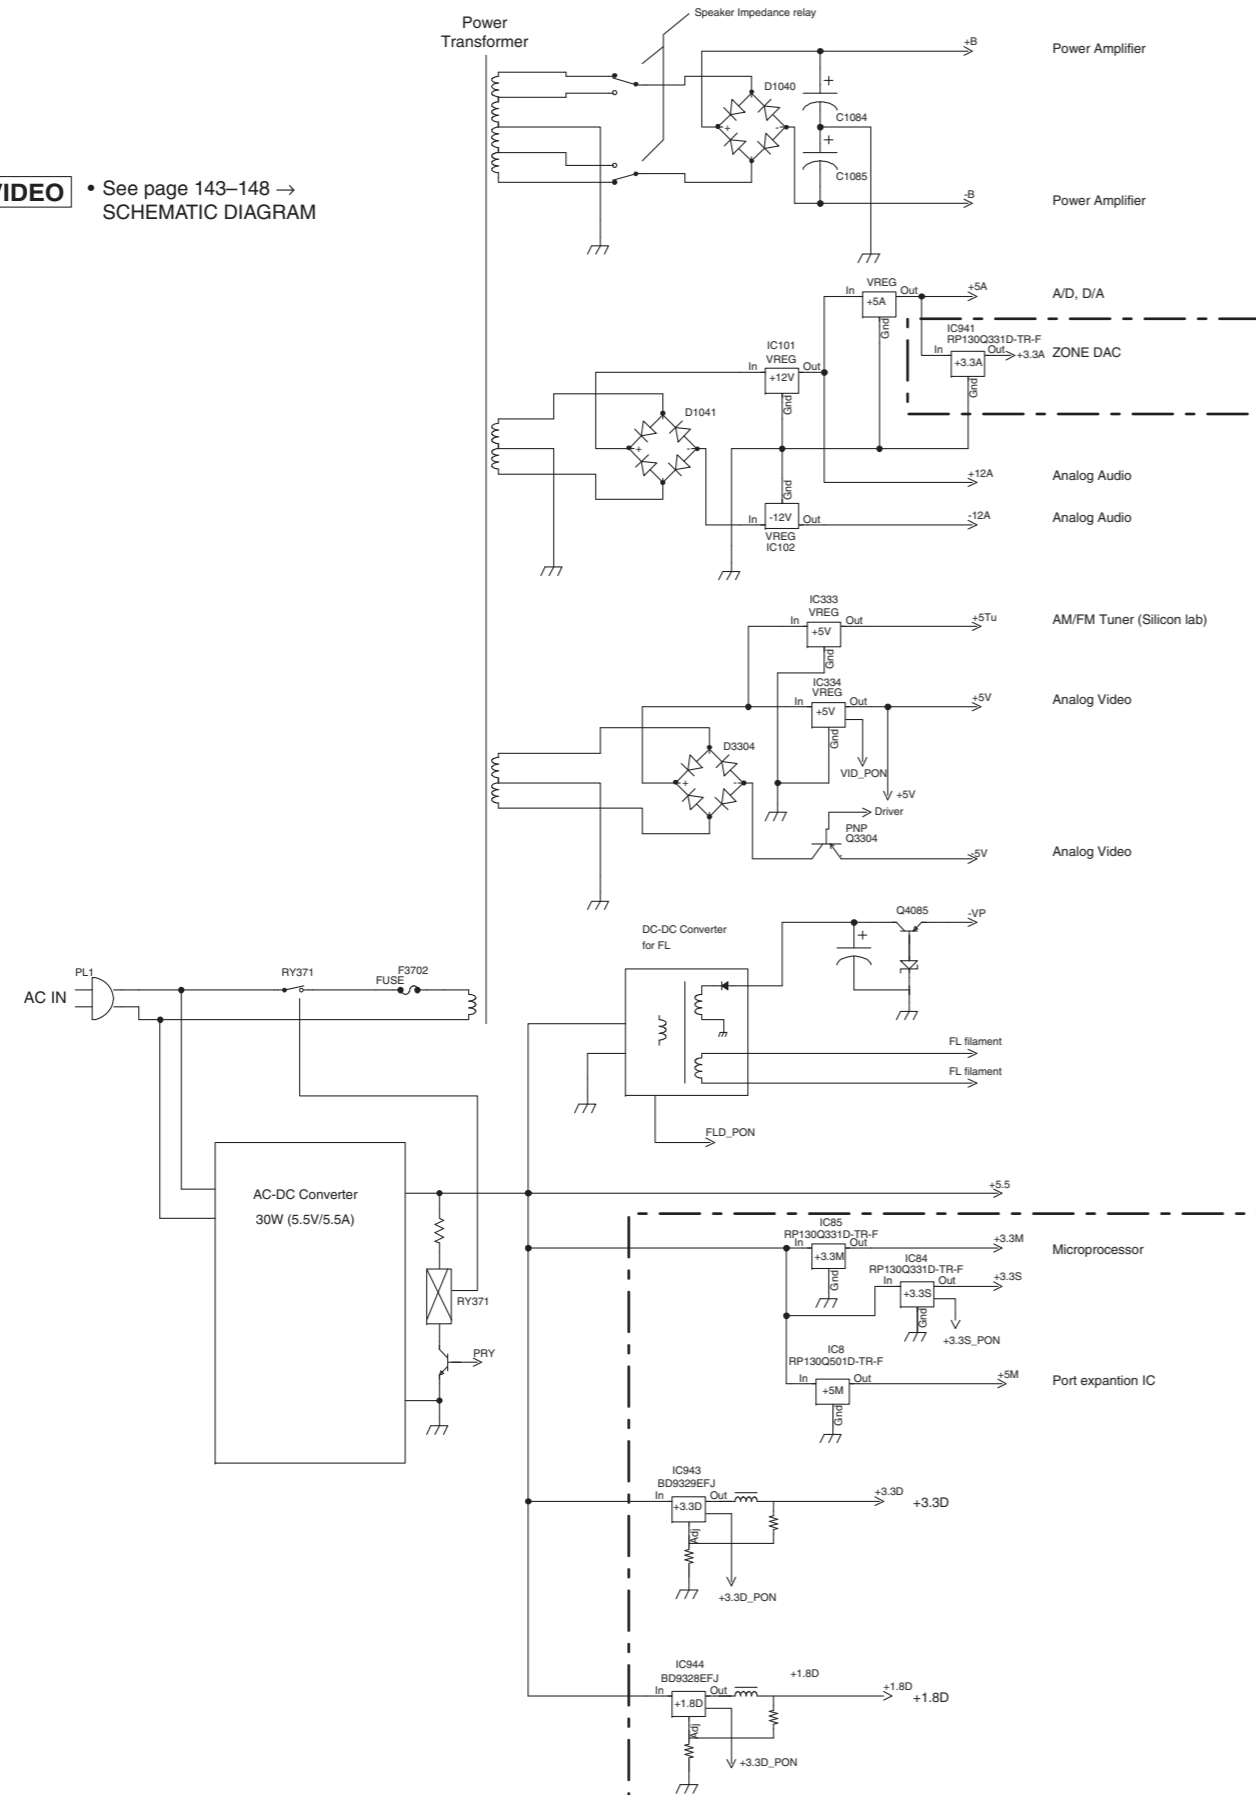 Speaker Impedance relay
Power
Transformer
+B
Power Amplifier
D1040
+
C1084
+
-
+
C1085
VIDEO
• See page 143–148 →
SCHEMATIC DIAGRAM
-B
Power Amplifier
VREG
In
+5A
Out
Gnd
+5A
A/D, D/A
IC941
RP130Q331D-TR-F
In
+3.3A
Out
Gnd
+3.3A
ZONE DAC
IC101
VREG
In
+12V
Out
Gnd
D1041
+
-
+12A
Analog Audio
Gnd
In
-12V
Out
VREG
IC102
-12A
Analog Audio
IC333
VREG
In
+5V
Out
Gnd
+5Tu
AM/FM Tuner (Silicon lab)
IC334
VREG
In
+5V
Out
Gnd
+5V
Analog Video
D3304
+
-
VID_PON
+5V
Driver
PNP
Q3304
-5V
Analog Video
DC-DC Converter
for FL
Q4085
-VP
+
PL1
AC IN
RY371
F3702
FUSE
FL filament
FL filament
FLD_PON
AC-DC Converter
30W (5.5V/5.5A)
+5.5
IC85
RP130Q331D-TR-F
In
+3.3M
Out
Gnd
+3.3M
Microprocessor
IC84
RP130Q331D-TR-F
In
+3.3S
Out
Gnd
+3.3S
+3.3S_PON
RY371
PRY
IC8
RP130Q501D-TR-F
In
+5M
Out
Gnd
+5M
Port expantion IC
IC943
BD9329EFJ
In
+3.3D
Out
Adj
+3.3D
+3.3D
+3.3D_PON
IC944
BD9328EFJ
In
+1.8D
Out
Adj
+1.8D
+1.8D
+1.8D
+3.3D_PON